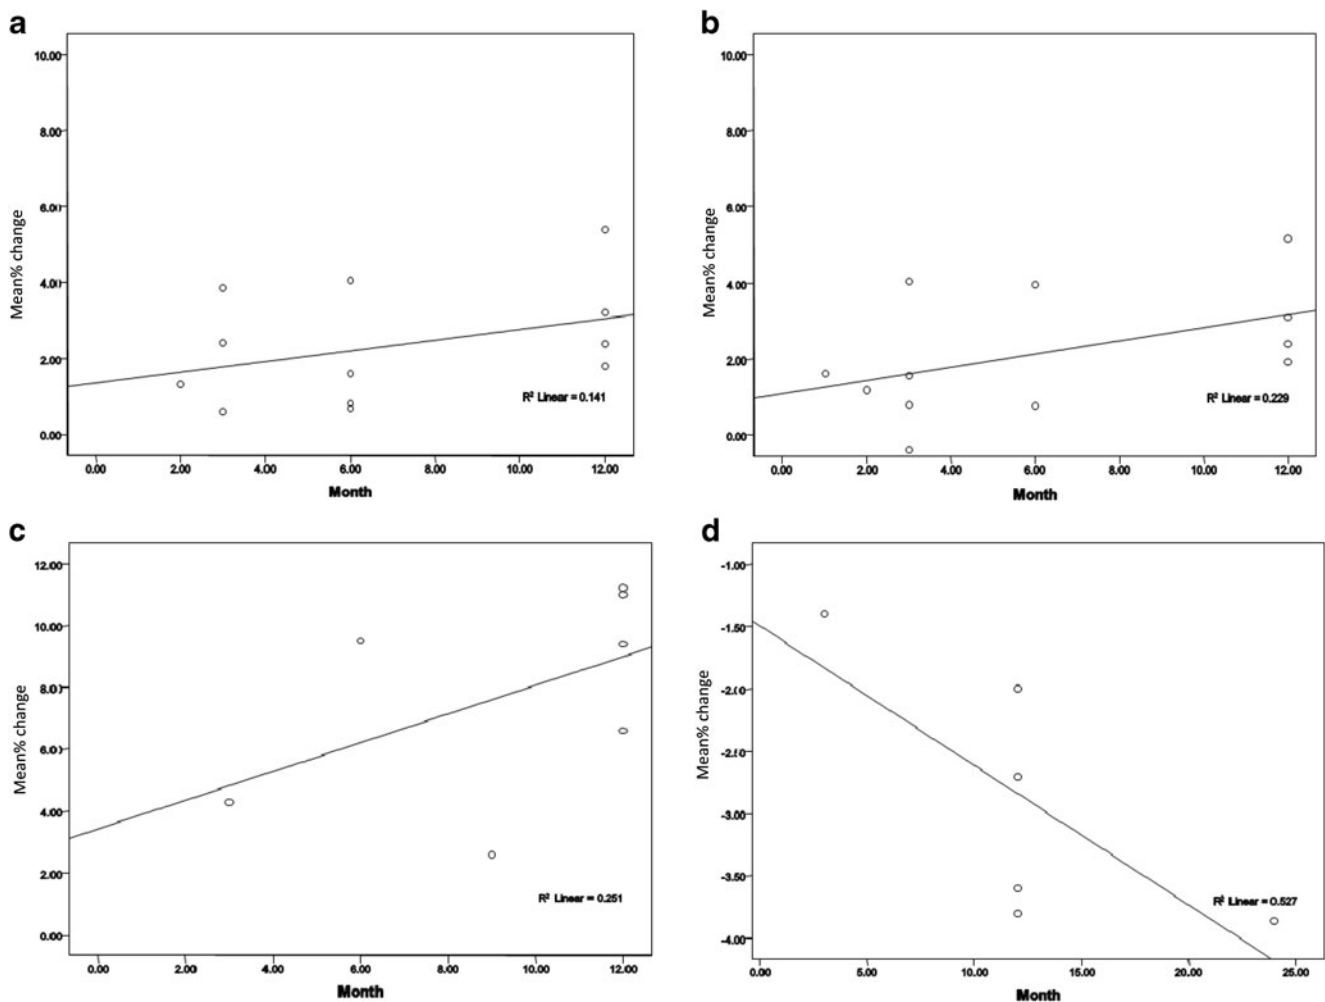 a
10.00
8.00
6.00
4.00
2.00
0.00
Mean% change
0.00 2.00 4.00 6.00 8.00 10.00 12.00
Month
R² Linear = 0.141
b
10.00
8.00
6.00
4.00
2.00
0.00
Mean% change
0.00 2.00 4.00 6.00 8.00 10.00 12.00
Month
R² Linear = 0.229
c
12.00
10.00
8.00
6.00
4.00
2.00
0.00
Mean% change
0.00 2.00 4.00 6.00 8.00 10.00 12.00
Month
R² Linear = 0.251
d
-1.00
-1.50
-2.00
-2.50
-3.00
-3.50
-4.00
Mean% change
0.00 5.00 10.00 15.00 20.00 25.00
Month
R² Linear = 0.527